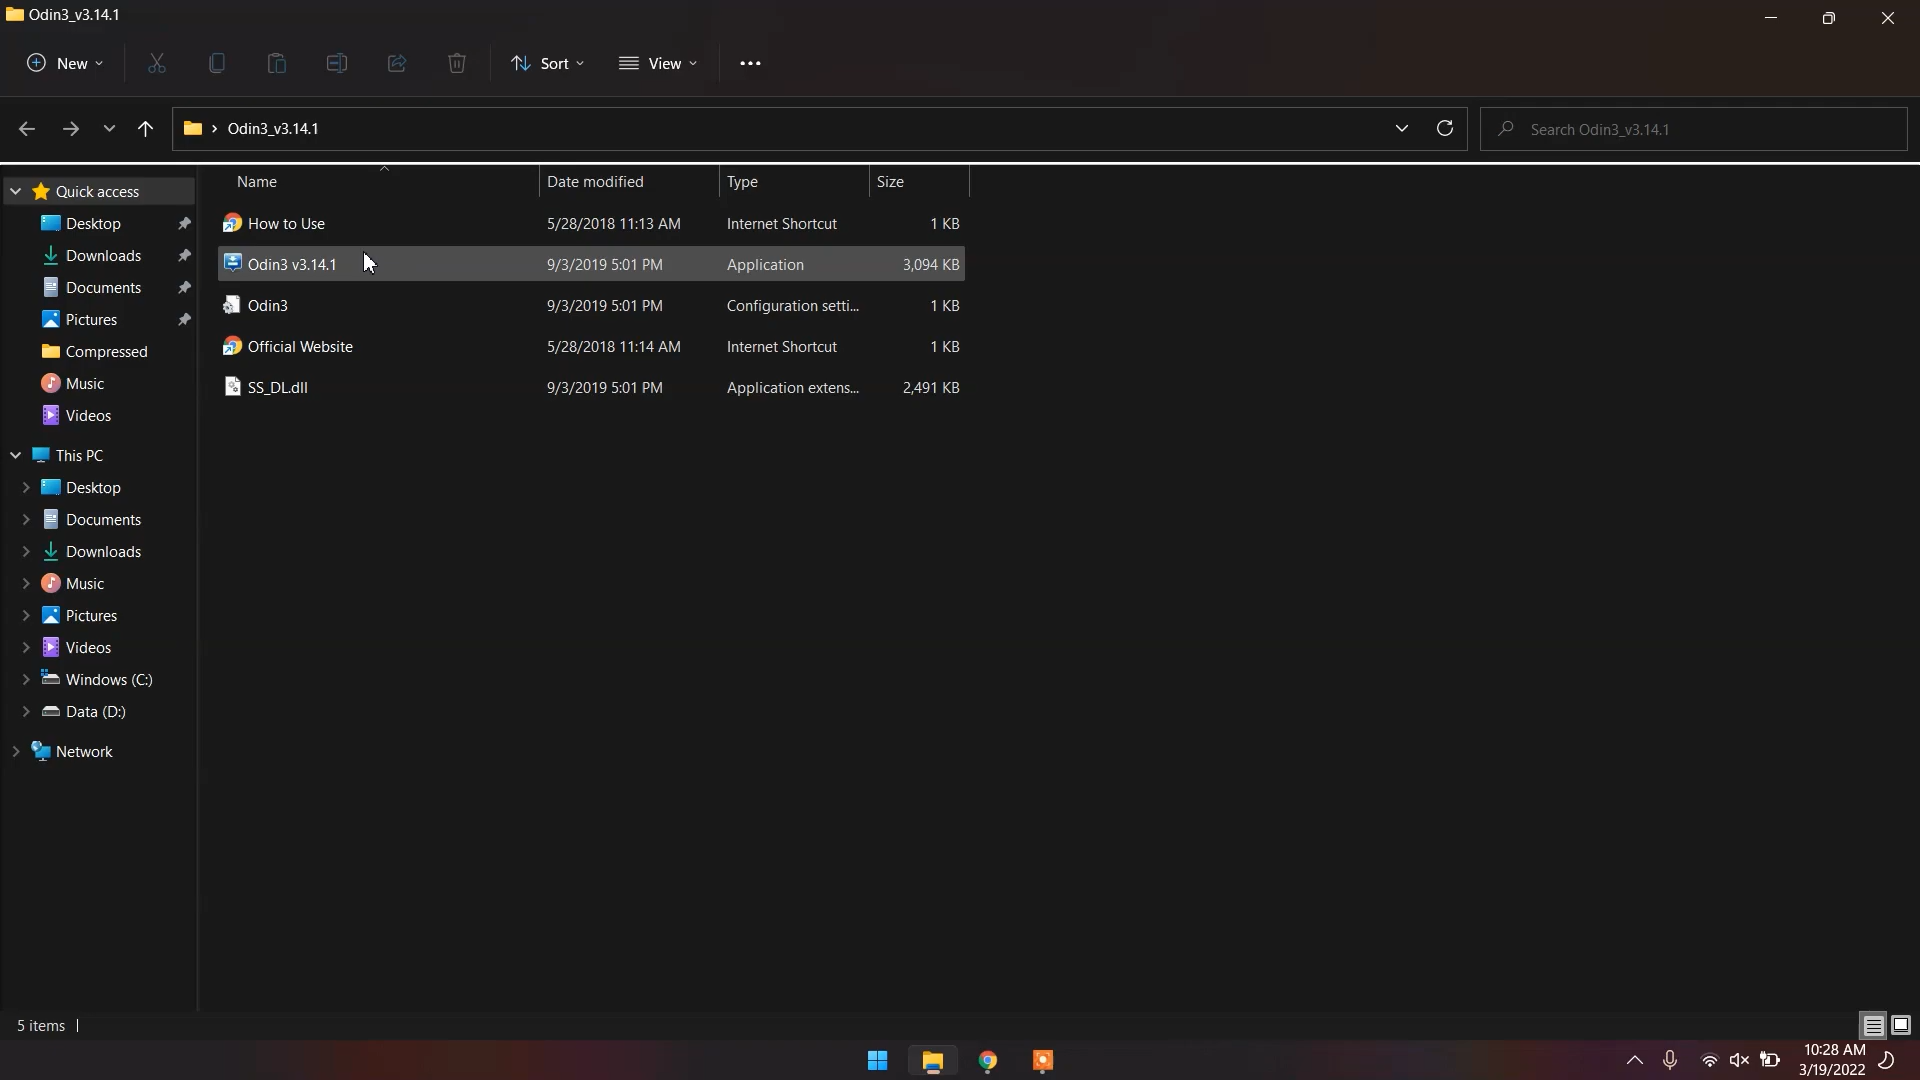 Odin3_v3.14.1
New
Sort
View
Odin3_v3.14.1
Search Odin3_v3.14.1
Name Date modified Type Size
How to Use 5/28/2018 11:13 AM Internet Shortcut 1 KB
Odin3 v3.14.1 9/3/2019 5:01 PM Application 3,094 KB
Odin3 9/3/2019 5:01 PM Configuration setti... 1 KB
Official Website 5/28/2018 11:14 AM Internet Shortcut 1 KB
SS_DL.dll 9/3/2019 5:01 PM Application extens... 2,491 KB
Quick access
Desktop
Downloads
Documents
Pictures
Compressed
Music
Videos
This PC
Desktop
Documents
Downloads
Music
Pictures
Videos
Windows (C:)
Data (D:)
Network
5 items
10:28 AM
3/19/2022